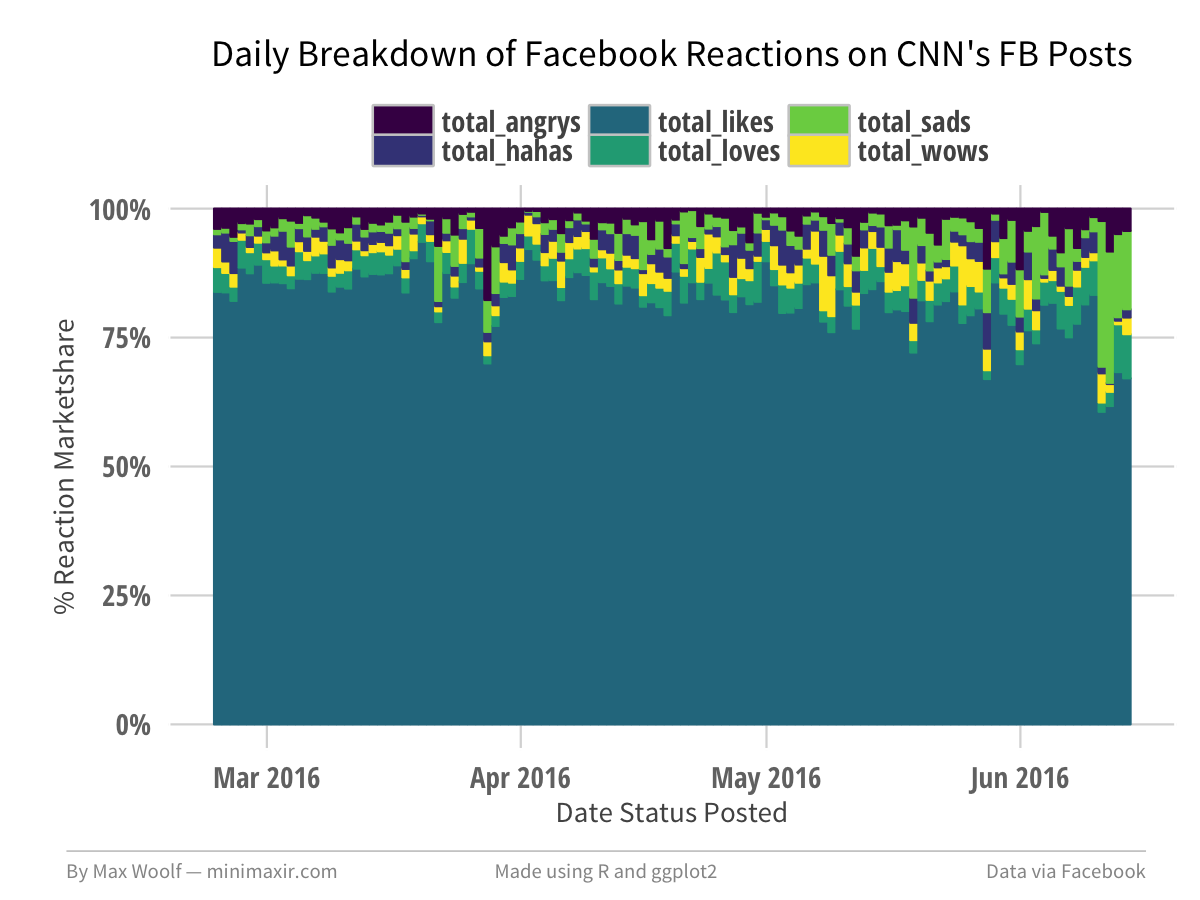 Daily Breakdown of Facebook Reactions on CNN's FB Posts
total_angrys total_likes total_sads
total_hahas total_loves total_wows
100%
75%
50%
25%
0%
% Reaction Marketshare
Mar 2016 Apr 2016 May 2016 Jun 2016
Date Status Posted
By Max Woolf — minimaxir.com Made using R and ggplot2 Data via Facebook